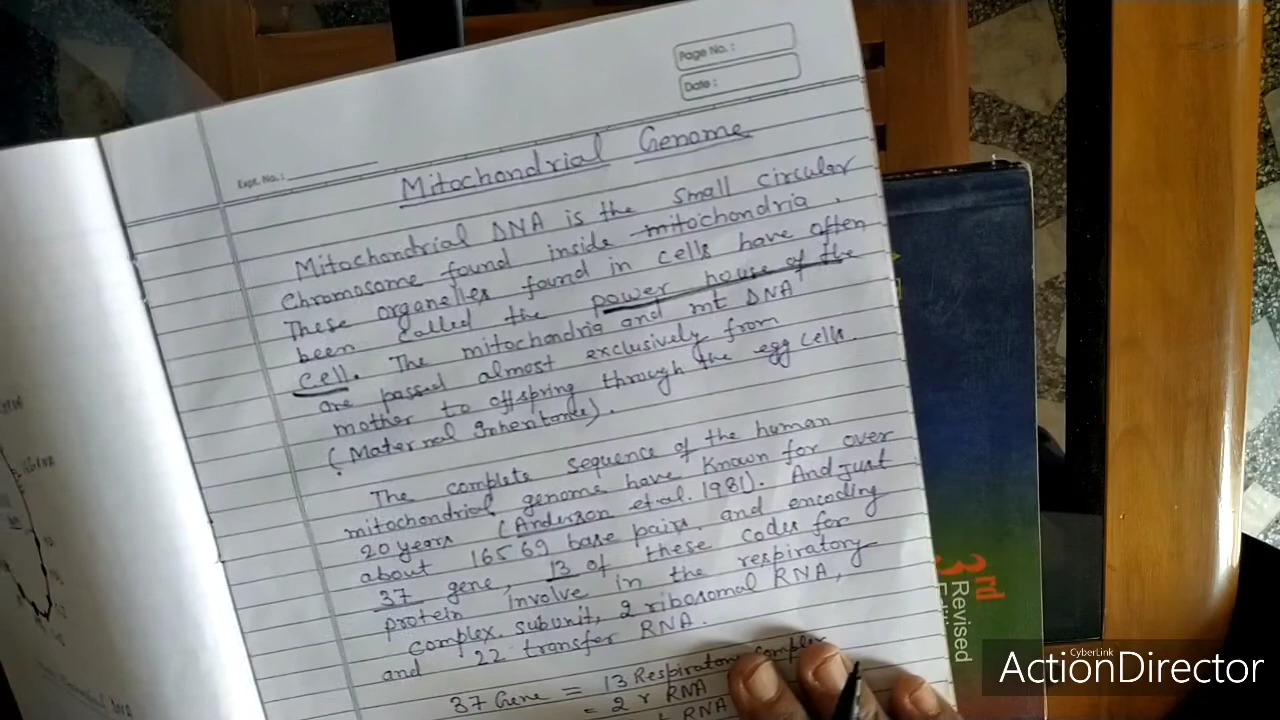 Page No. :
Date :
Expt. No. :
Mitochondrial Genome
Mitochondrial DNA is the small circular
Chromosome found inside mitochondria.
These organelles found in cells have often
been called the power house of the
cell. The mitochondria and mt DNA
are passed almost exclusively from
mother to offspring through the egg cells.
(Maternal Inheritance).
The complete sequence of the human
mitochondrial genome have known for over
20 years (Anderson et al. 1981). And just
about 16569 base pairs and encoding
37 gene, 13 of these codes for
protein involve in the respiratory
complex subunit, 2 ribosomal RNA,
and 22 transfer RNA.
37 Gene = 13 Respiratory complex
= 2 r RNA
RNA
3rd
Revised
CyberLink
ActionDirector